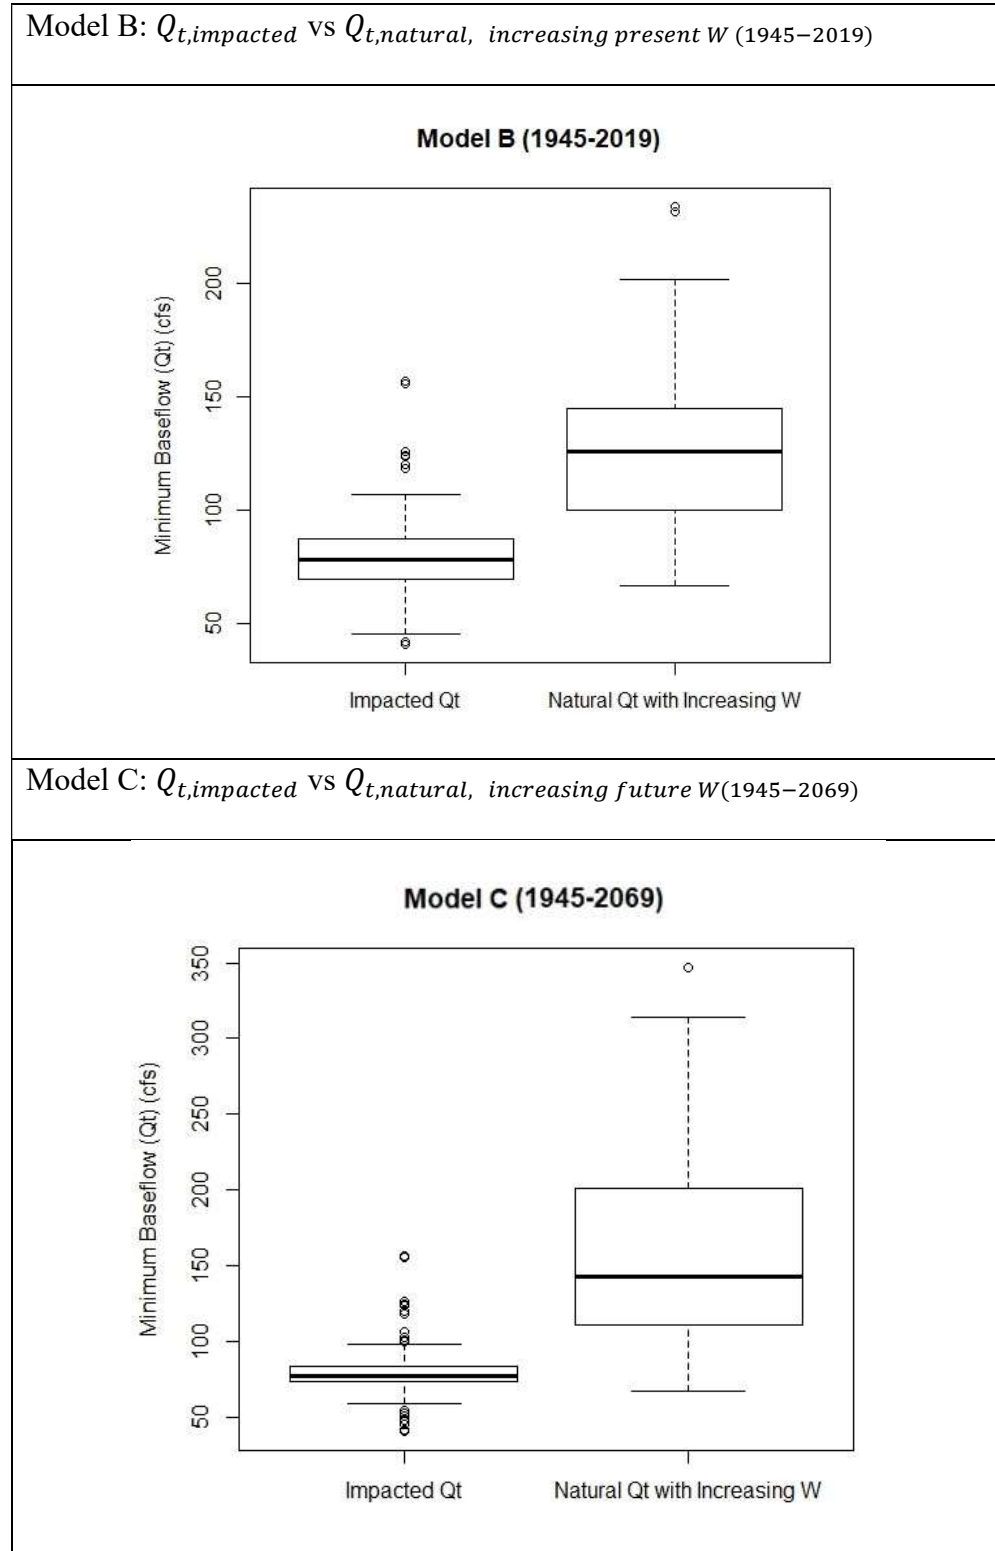 Model B: Qt,impacted vs Qt,natural, increasing present W (1945−2019)
Model B (1945-2019)
Minimum Baseflow (Qt) (cfs)
200
150
100
50
Impacted Qt Natural Qt with Increasing W
Model C: Qt,impacted vs Qt,natural, increasing future W(1945−2069)
Model C (1945-2069)
Minimum Baseflow (Qt) (cfs)
350
300
250
200
150
100
50
Impacted Qt Natural Qt with Increasing W